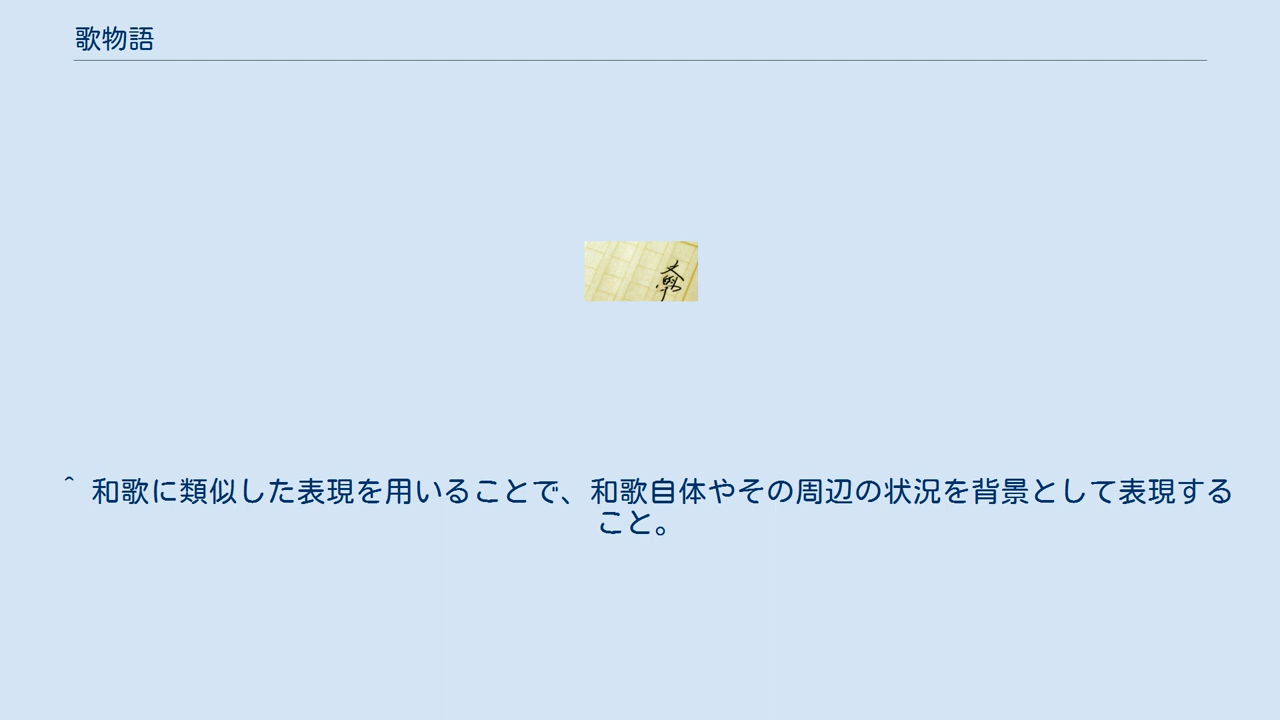 歌物語
^ 和歌に類似した表現を用いることで、和歌自体やその周辺の状況を背景として表現する
こと。